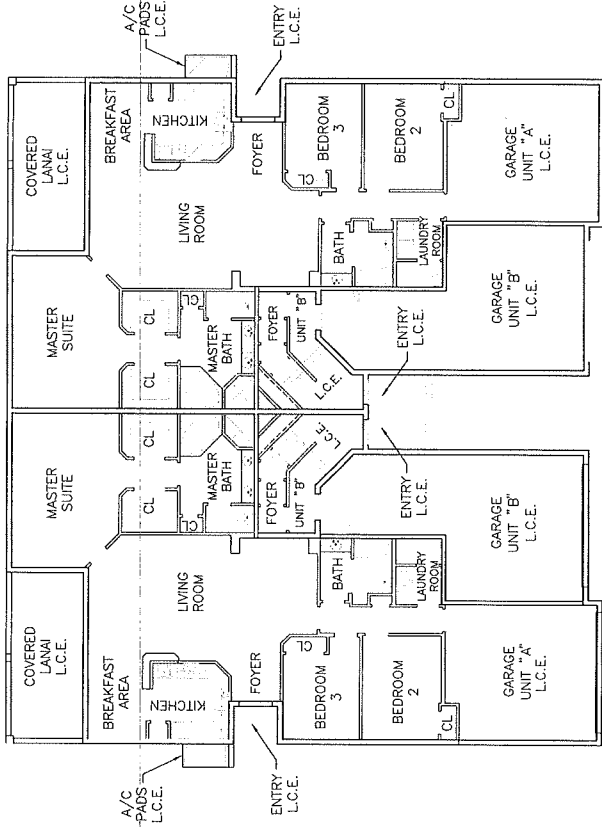 A/C
PADS
L.C.E.
ENTRY
L.C.E.
COVERED
LANAI
L.C.E.
BREAKFAST
AREA
KITCHEN
FOYER
LIVING
ROOM
CL
BEDROOM
3
BEDROOM
2
CL
BATH
LAUNDRY
ROOM
GARAGE
UNIT "A"
L.C.E.
MASTER
SUITE
CL
CL
CL
MASTER
BATH
FOYER
UNIT "B"
L.C.E.
ENTRY
L.C.E.
GARAGE
UNIT "B"
L.C.E.
MASTER
SUITE
CL
CL
CL
MASTER
BATH
FOYER
UNIT "B"
L.C.E.
ENTRY
L.C.E.
GARAGE
UNIT "B"
L.C.E.
COVERED
LANAI
L.C.E.
BREAKFAST
AREA
KITCHEN
FOYER
LIVING
ROOM
CL
BEDROOM
3
BEDROOM
2
CL
BATH
LAUNDRY
ROOM
GARAGE
UNIT "A"
L.C.E.
A/C
PADS
L.C.E.
ENTRY
L.C.E.